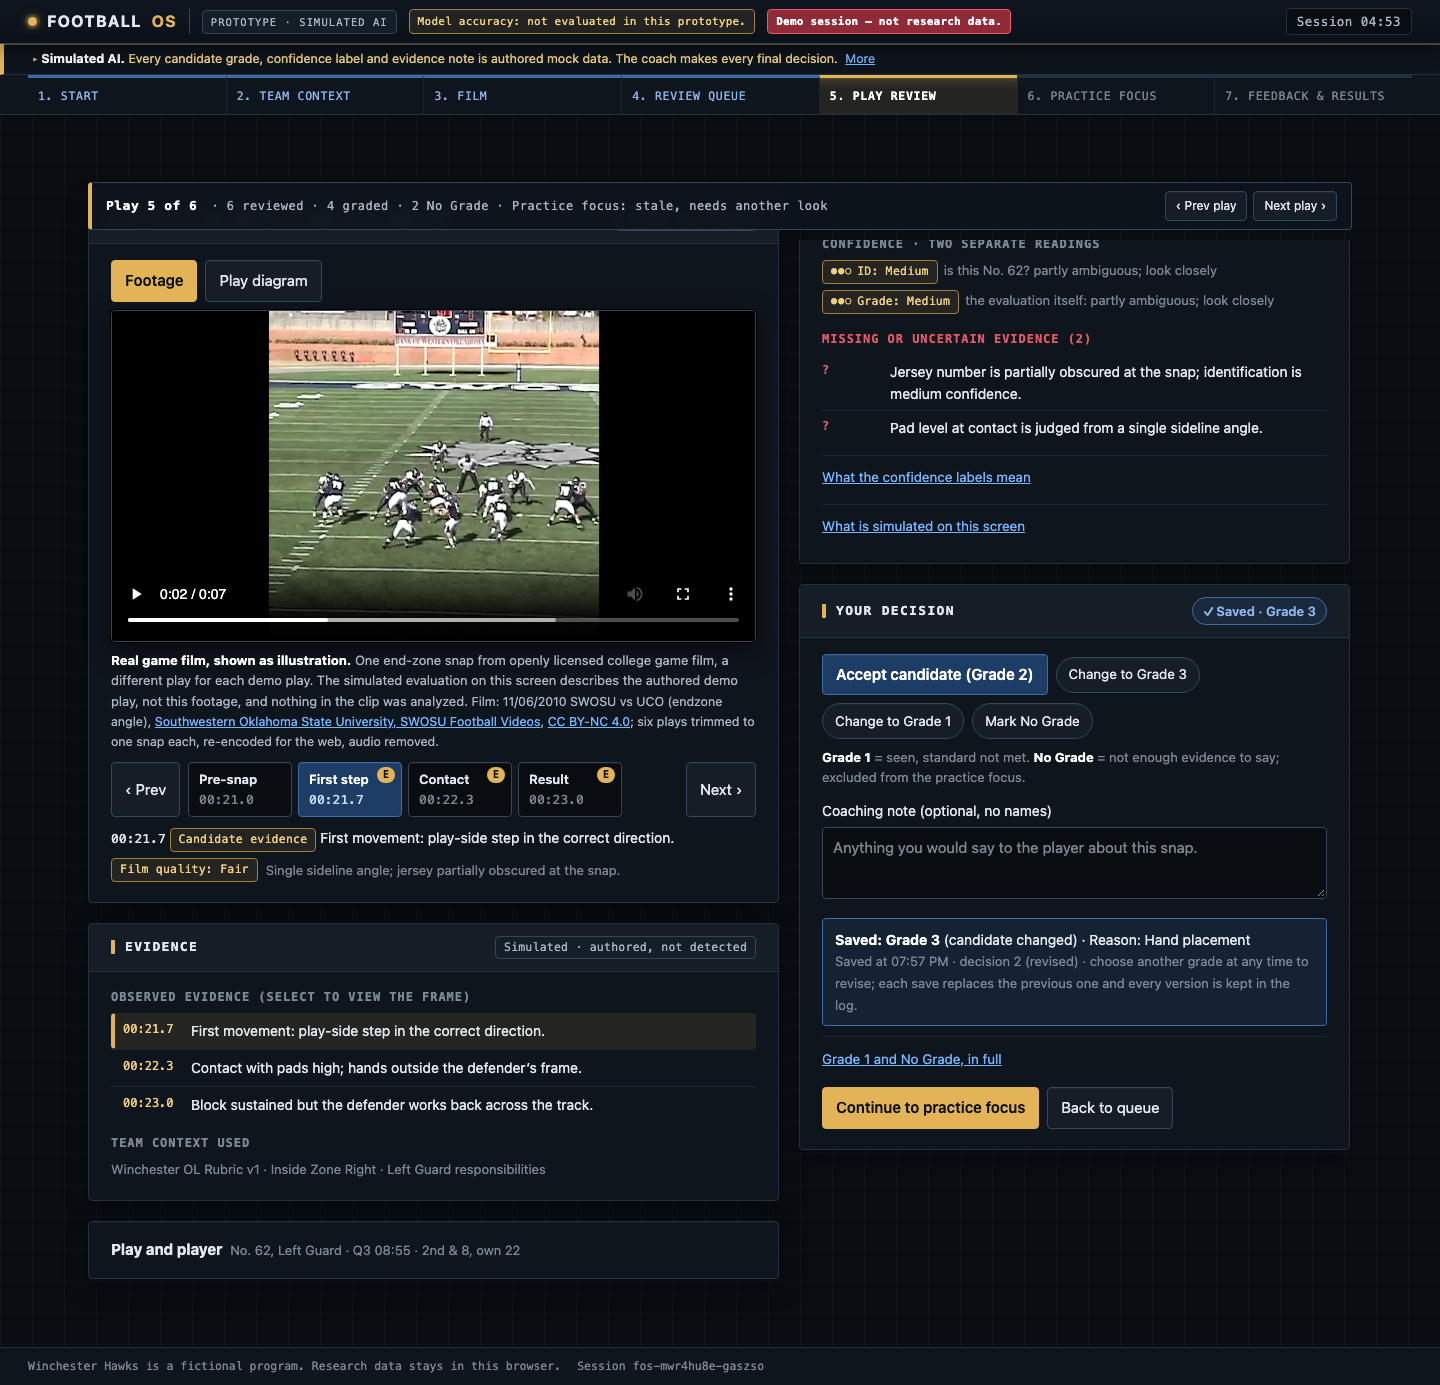 FOOTBALL OS
PROTOTYPE · SIMULATED AI
Model accuracy: not evaluated in this prototype.
Demo session — not research data.
Session 04:53
▸ Simulated AI. Every candidate grade, confidence label and evidence note is authored mock data. The coach makes every final decision. More
1. START
2. TEAM CONTEXT
3. FILM
4. REVIEW QUEUE
5. PLAY REVIEW
6. PRACTICE FOCUS
7. FEEDBACK & RESULTS
Play 5 of 6 · 6 reviewed · 4 graded · 2 No Grade · Practice focus: stale, needs another look
‹ Prev play
Next play ›
Footage
Play diagram
0:02 / 0:07
Real game film, shown as illustration. One end-zone snap from openly licensed college game film, a
different play for each demo play. The simulated evaluation on this screen describes the authored demo
play, not this footage, and nothing in the clip was analyzed. Film: 11/06/2010 SWOSU vs UCO (endzone
angle), Southwestern Oklahoma State University, SWOSU Football Videos, CC BY-NC 4.0; six plays trimmed to
one snap each, re-encoded for the web, audio removed.
‹ Prev
Pre-snap
00:21.0
First step E
00:21.7
Contact E
00:22.3
Result E
00:23.0
Next ›
00:21.7 Candidate evidence First movement: play-side step in the correct direction.
Film quality: Fair Single sideline angle; jersey partially obscured at the snap.
EVIDENCE
Simulated · authored, not detected
OBSERVED EVIDENCE (SELECT TO VIEW THE FRAME)
00:21.7 First movement: play-side step in the correct direction.
00:22.3 Contact with pads high; hands outside the defender's frame.
00:23.0 Block sustained but the defender works back across the track.
TEAM CONTEXT USED
Winchester OL Rubric v1 · Inside Zone Right · Left Guard responsibilities
Play and player No. 62, Left Guard · Q3 08:55 · 2nd & 8, own 22
CONFIDENCE · TWO SEPARATE READINGS
ID: Medium is this No. 62? partly ambiguous; look closely
Grade: Medium the evaluation itself: partly ambiguous; look closely
MISSING OR UNCERTAIN EVIDENCE (2)
? Jersey number is partially obscured at the snap; identification is
medium confidence.
? Pad level at contact is judged from a single sideline angle.
What the confidence labels mean
What is simulated on this screen
YOUR DECISION
✓ Saved · Grade 3
Accept candidate (Grade 2)
Change to Grade 3
Change to Grade 1
Mark No Grade
Grade 1 = seen, standard not met. No Grade = not enough evidence to say;
excluded from the practice focus.
Coaching note (optional, no names)
Anything you would say to the player about this snap.
Saved: Grade 3 (candidate changed) · Reason: Hand placement
Saved at 07:57 PM · decision 2 (revised) · choose another grade at any time to
revise; each save replaces the previous one and every version is kept in the
log.
Grade 1 and No Grade, in full
Continue to practice focus
Back to queue
Winchester Hawks is a fictional program. Research data stays in this browser. Session fos-mwr4hu8e-gaszso